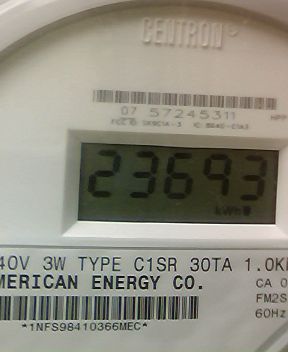 CENTRON®
07 57245311
HPP
23693
kWh
40V 3W TYPE C1SR 30TA 1.0K
MERICAN ENERGY CO.
CA 0
FM2S
60Hz
*1NFS98410366MEC*